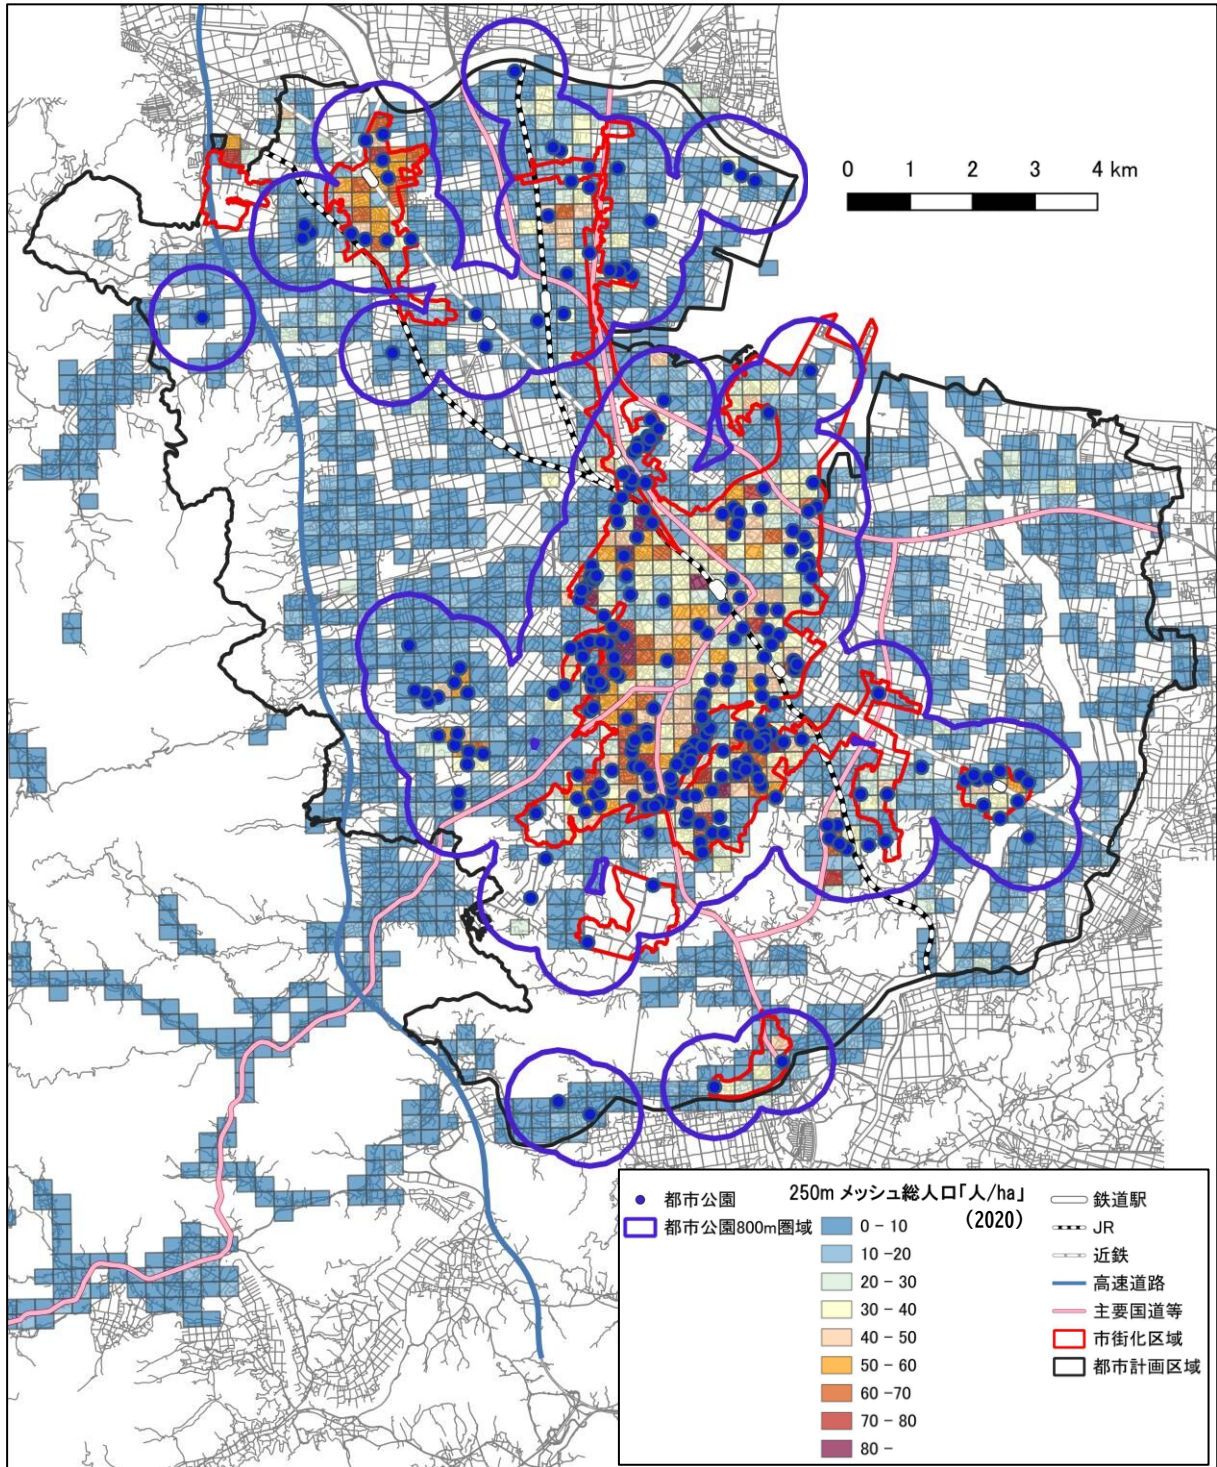 0 1 2 3 4 km
都市公園
都市公園800m圏域
250m メッシュ総人口「人/ha」
(2020)
0 - 10
10 -20
20 - 30
30 - 40
40 - 50
50 - 60
60 -70
70 - 80
80 -
鉄道駅
JR
近鉄
高速道路
主要国道等
市街化区域
都市計画区域